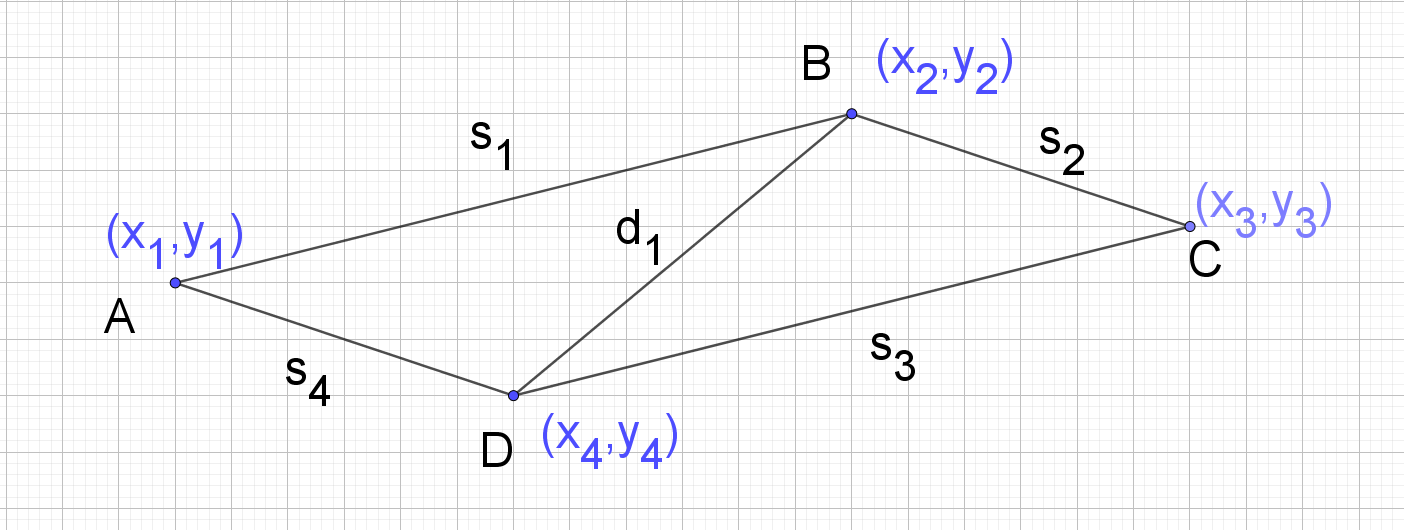 B (x₂,y₂)
s₁
s₂
(x₃,y₃)
(x₁,y₁)
d₁
C
A
s₃
s₄
D (x₄,y₄)